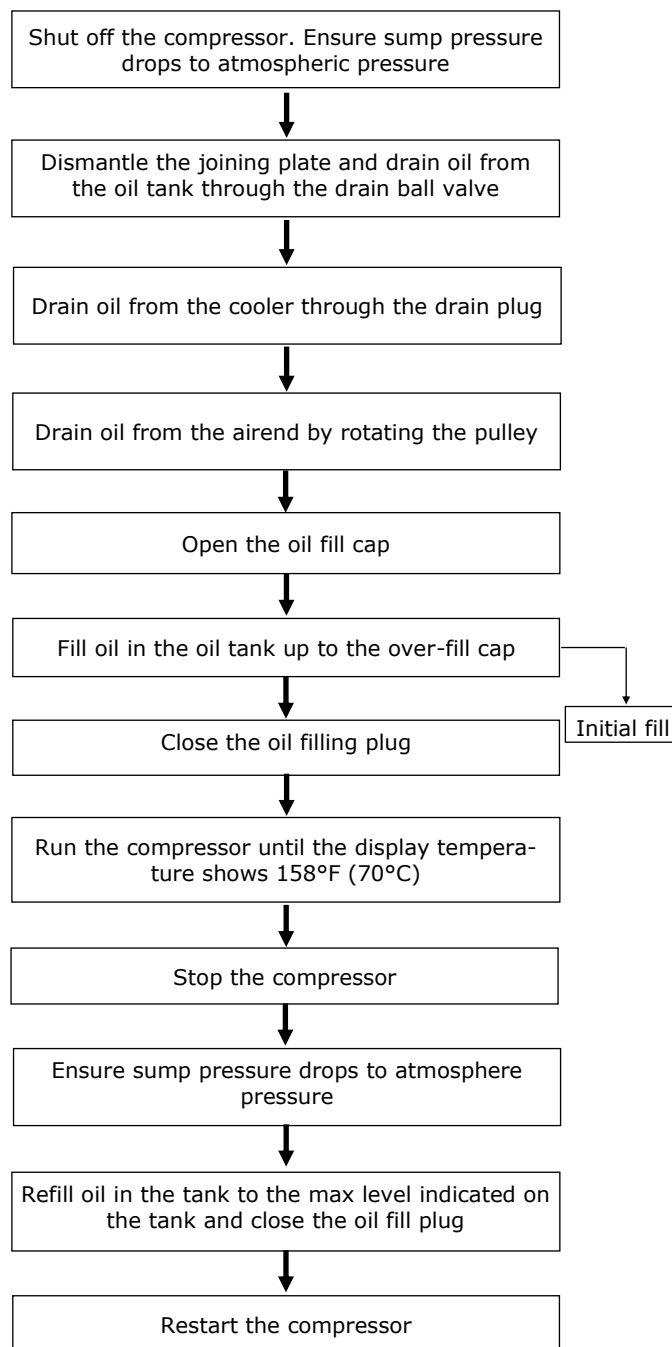 Shut off the compressor. Ensure sump pressure
drops to atmospheric pressure
Dismantle the joining plate and drain oil from
the oil tank through the drain ball valve
Drain oil from the cooler through the drain plug
Drain oil from the airend by rotating the pulley
Open the oil fill cap
Fill oil in the oil tank up to the over-fill cap
Initial fill
Close the oil filling plug
Run the compressor until the display tempera-
ture shows 158°F (70°C)
Stop the compressor
Ensure sump pressure drops to atmosphere
pressure
Refill oil in the tank to the max level indicated on
the tank and close the oil fill plug
Restart the compressor